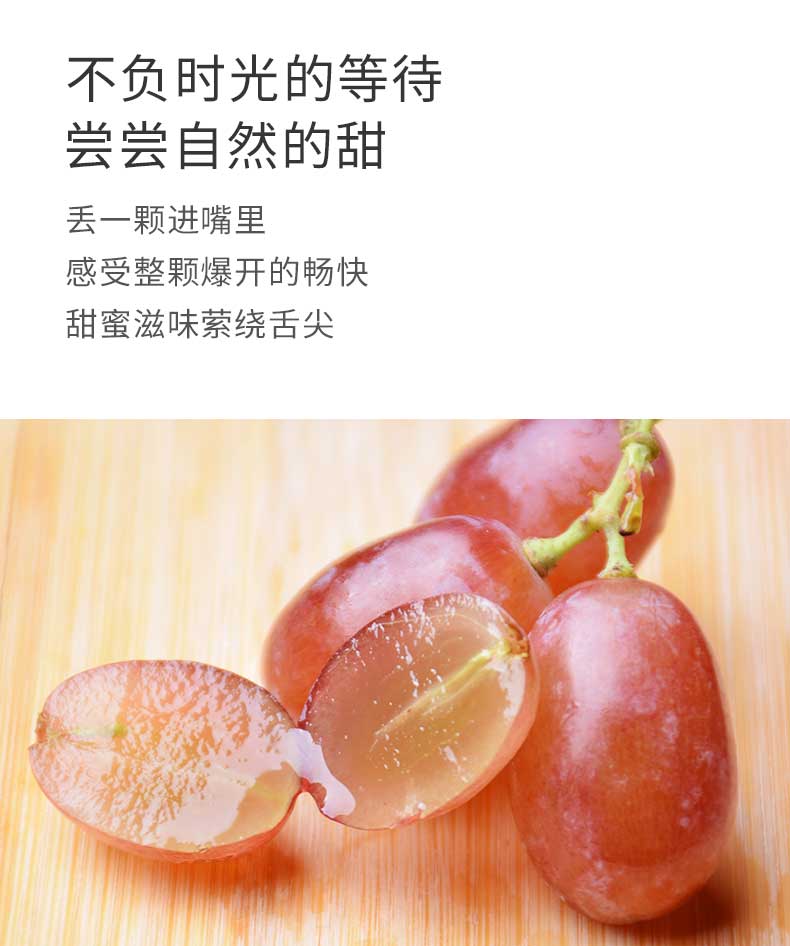 不负时光的等待
尝尝自然的甜
丢一颗进嘴里
感受整颗爆开的畅快
甜蜜滋味萦绕舌尖